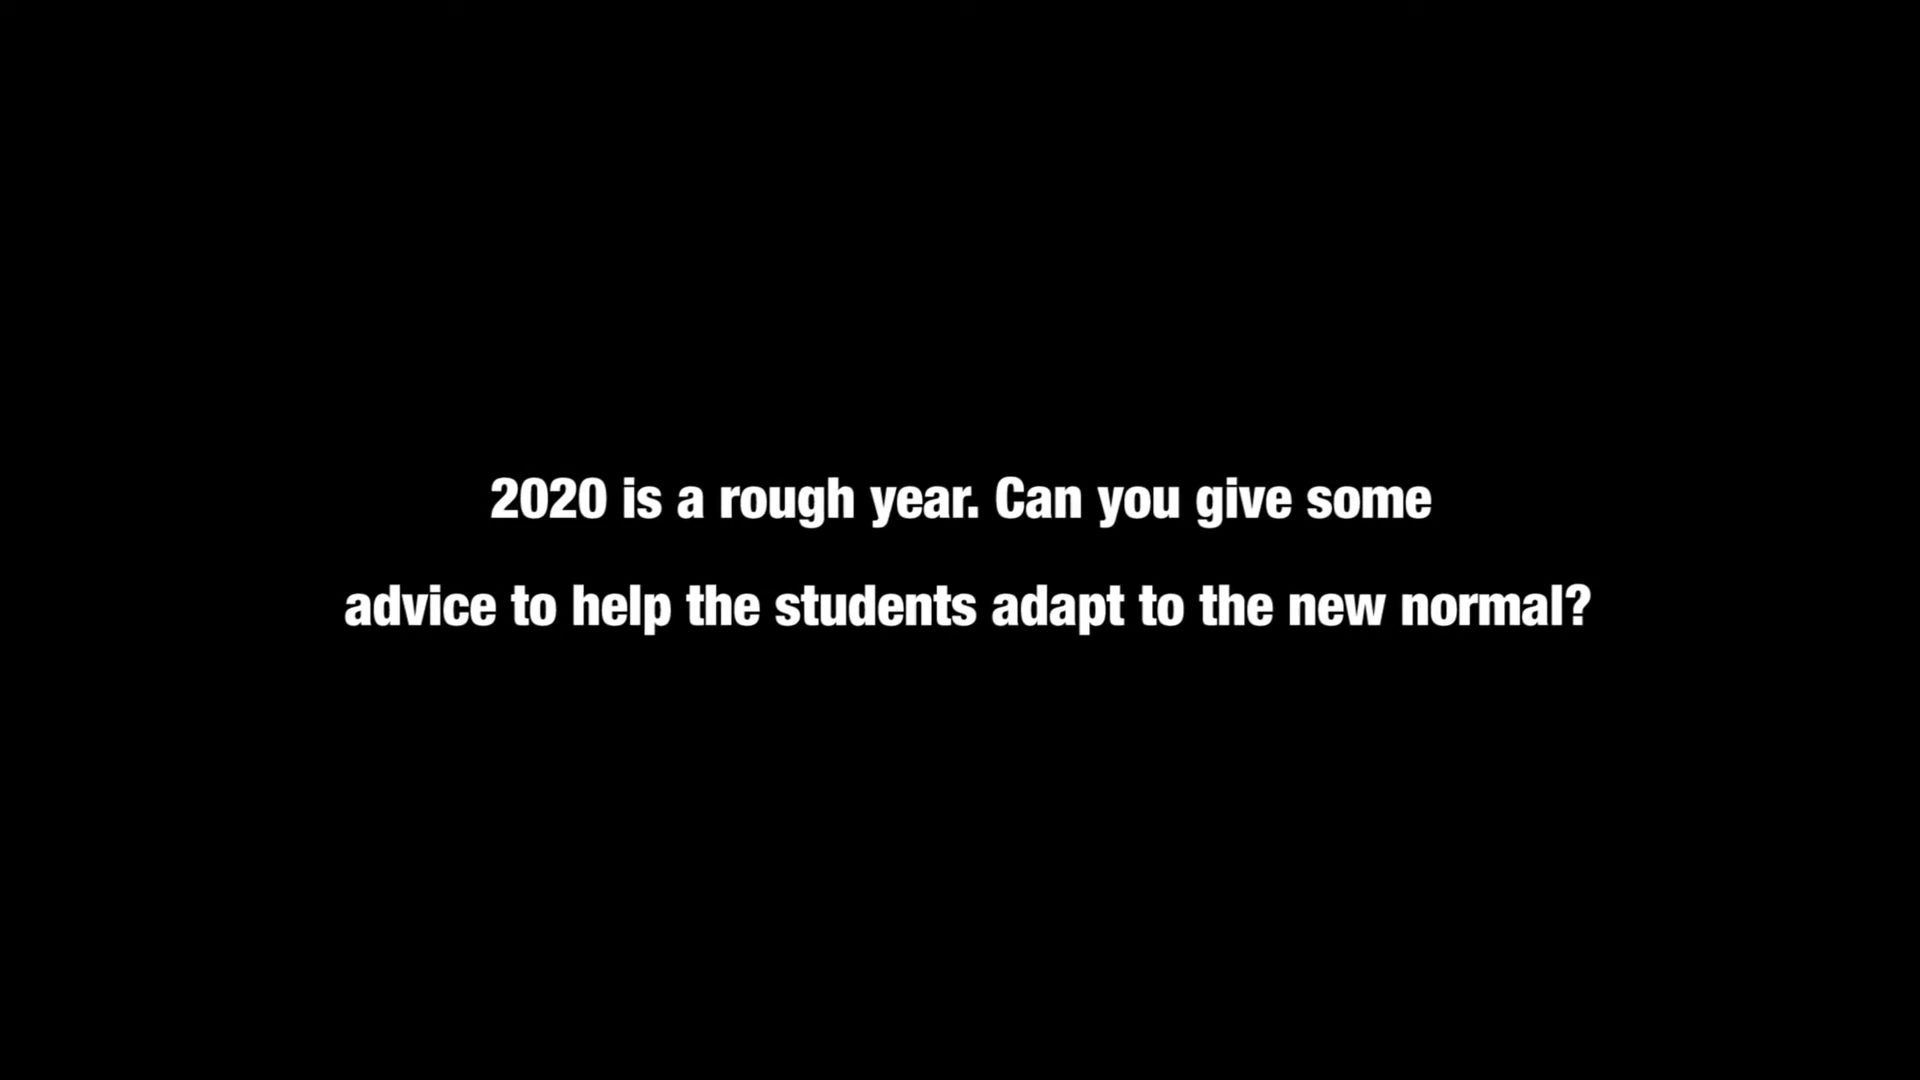 2020 is a rough year. Can you give some
advice to help the students adapt to the new normal?